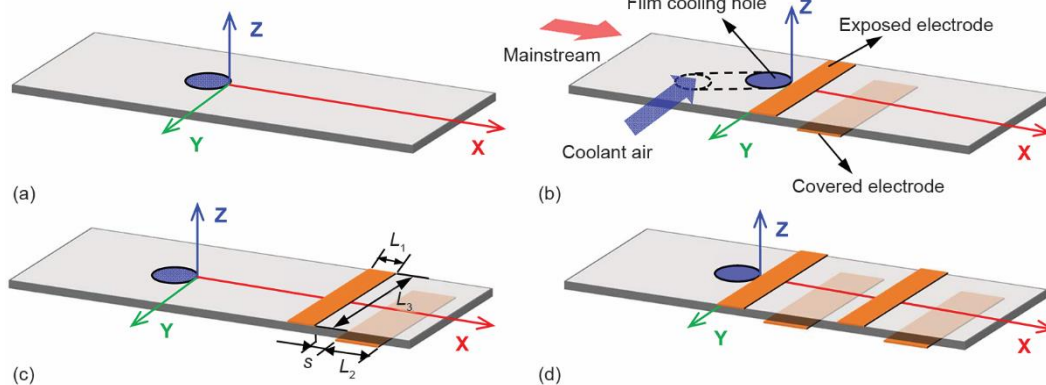 Z
Y
X
(a)
Film cooling hole
Z
Exposed electrode
Mainstream
Y
X
Coolant air
Covered electrode
(b)
Z
L1
L3
Y
X
s
L2
(c)
Z
Y
X
(d)